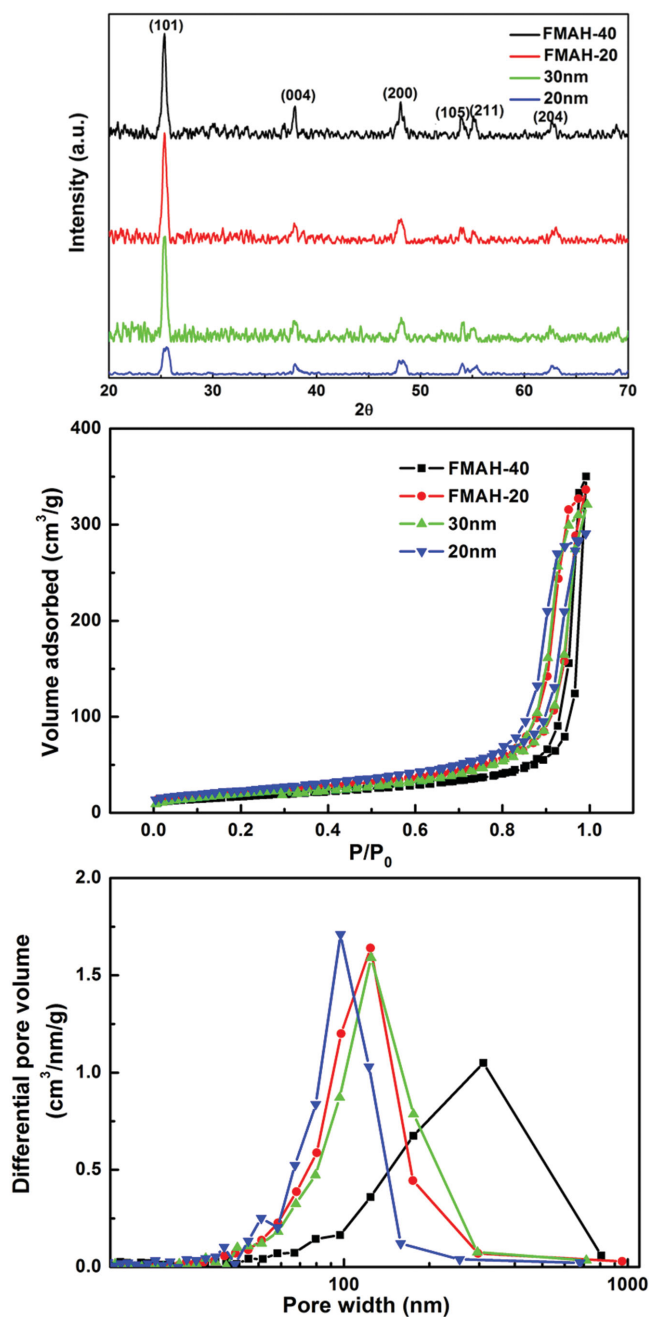 (101)
FMAH-40
FMAH-20
30nm
20nm
(004)
(200)
(105)
(211)
(204)
Intensity (a.u.)
20 30 40 50 60 70
2θ
400
300
200
100
0
Volume adsorbed (cm³/g)
FMAH-40
FMAH-20
30nm
20nm
0.0 0.2 0.4 0.6 0.8 1.0
P/P₀
2.0
1.5
1.0
0.5
0.0
Differential pore volume
(cm³/nm/g)
100 1000
Pore width (nm)